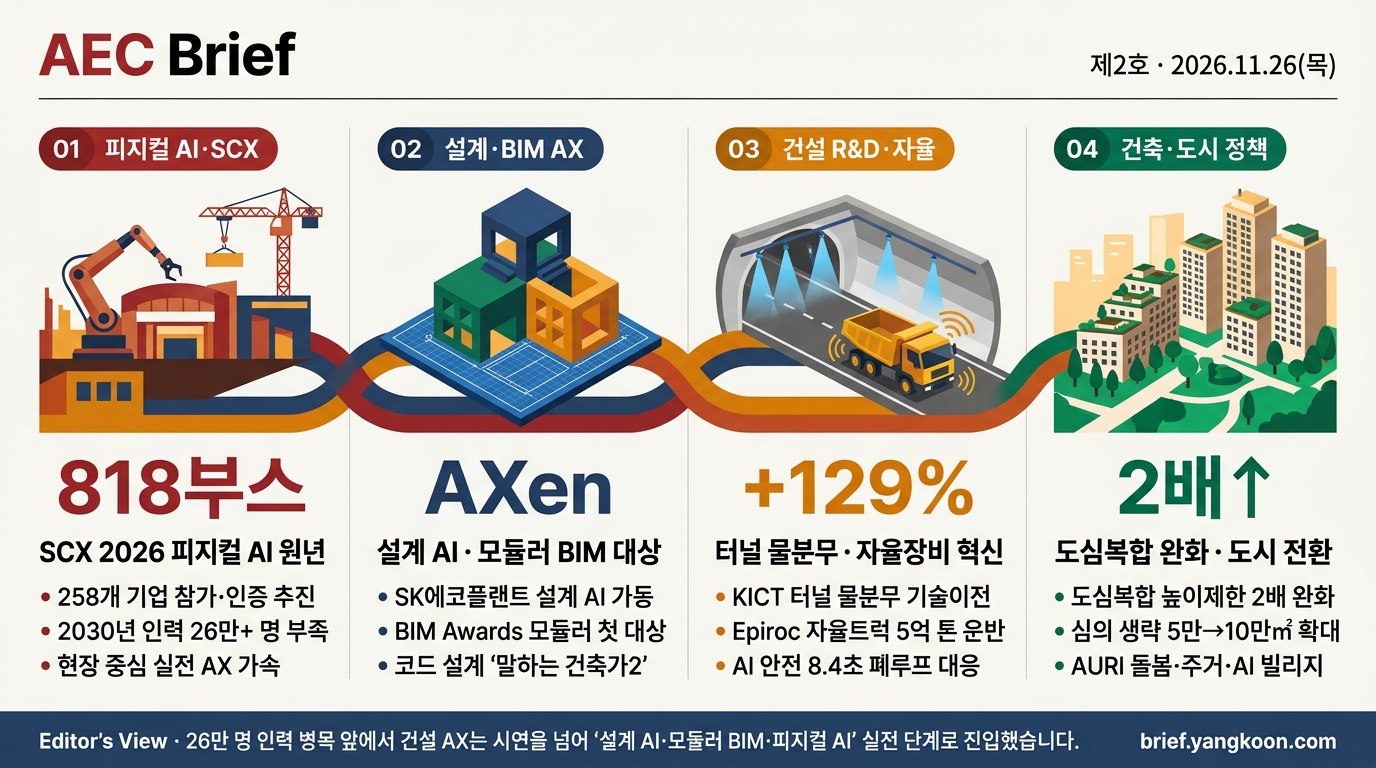 AEC Brief
제2호 · 2026.11.26(목)
01 피지컬 AI·SCX
818부스
SCX 2026 피지컬 AI 원년
• 258개 기업 참가·인증 추진
• 2030년 인력 26만+ 명 부족
• 현장 중심 실전 AX 가속
02 설계·BIM AX
AXen
설계 AI · 모듈러 BIM 대상
• SK에코플랜트 설계 AI 가동
• BIM Awards 모듈러 첫 대상
• 코드 설계 ‘말하는 건축가2’
03 건설 R&D·자율
+129%
터널 물분무 · 자율장비 혁신
• KICT 터널 물분무 기술이전
• Epiroc 자율트럭 5억 톤 운반
• AI 안전 8.4초 폐루프 대응
04 건축·도시 정책
2배↑
도심복합 완화 · 도시 전환
• 도심복합 높이제한 2배 완화
• 심의 생략 5만→10만㎡ 확대
• AURI 돌봄·주거·AI 빌리지
Editor's View · 26만 명 인력 병목 앞에서 건설 AX는 시연을 넘어 ‘설계 AI·모듈러 BIM·피지컬 AI’ 실전 단계로 진입했습니다.
brief.yangkoon.com